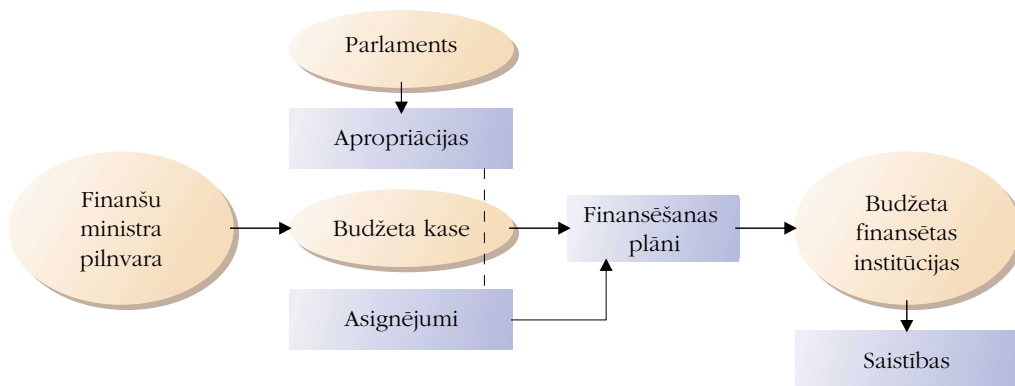 Parlaments
Apropriācijas
Finanšu
ministra
pilnvara
Budžeta kase
Finansēšanas
plāni
Budžeta
finansētas
institūcijas
Asignējumi
Saistības